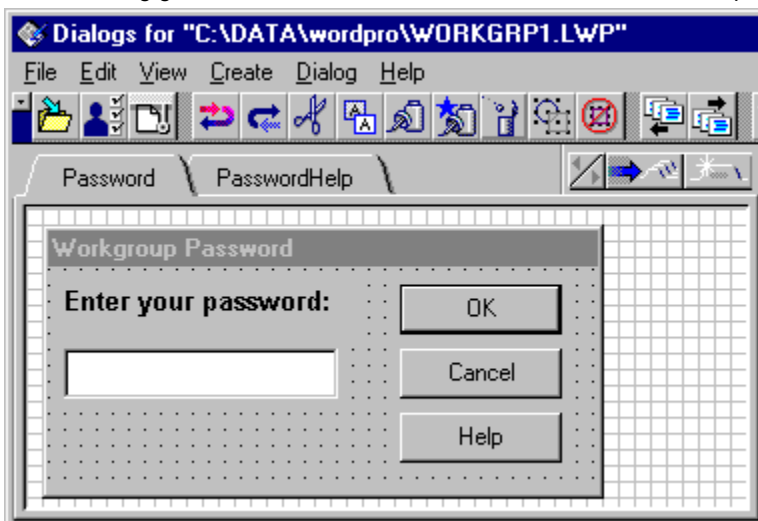 Dialogs for "C:\DATA\wordpro\WORKGRP1.LWP"
File Edit View Create Dialog Help
Password PasswordHelp
Workgroup Password
Enter your password:
OK
Cancel
Help